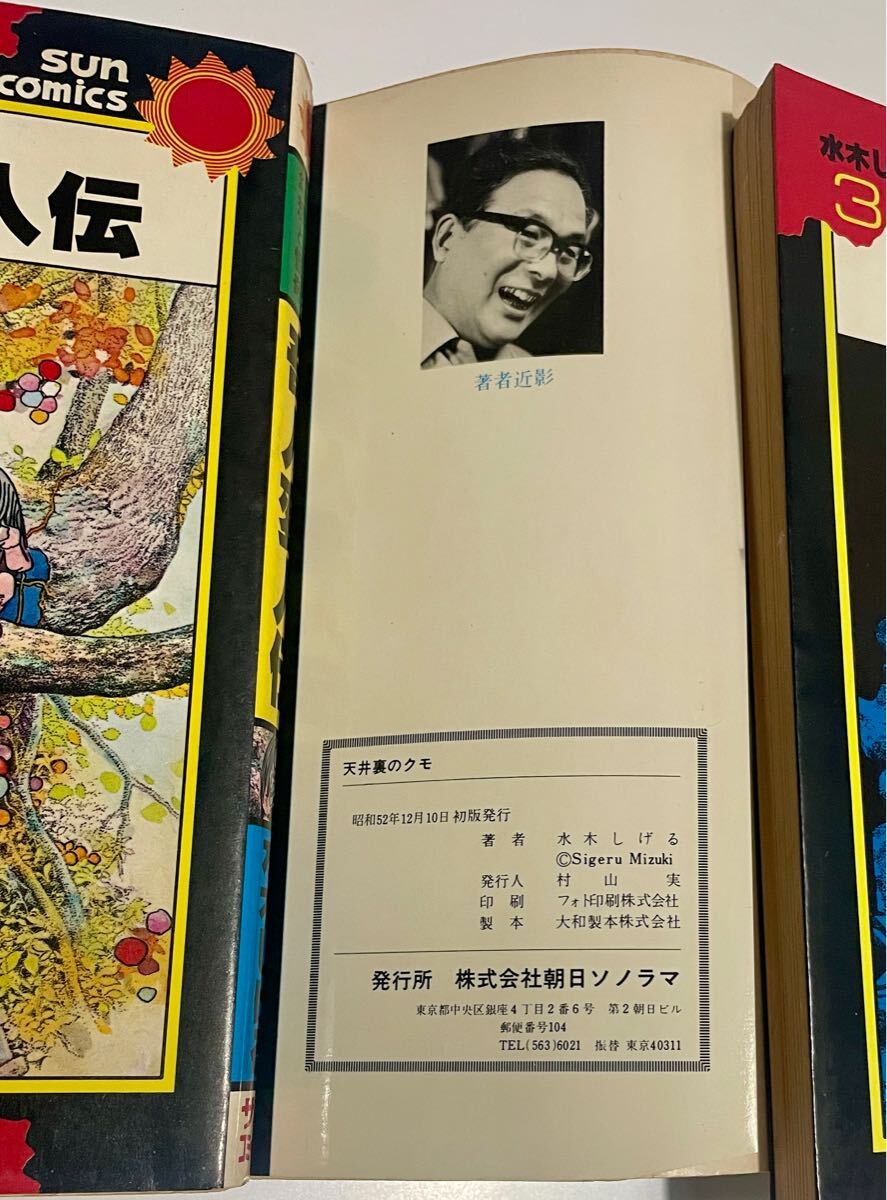 sun
comics
人伝
著者近影
天井裏のクモ
昭和52年12月10日 初版発行
著者 水木しげる
©Sigeru Mizuki
発行人 村山実
印刷 フォト印刷株式会社
製本 大和製本株式会社
発行所 株式会社朝日ソノラマ
東京都中央区銀座4丁目2番6号 第2朝日ビル
郵便番号104
TEL(563)6021 振替 東京40311
水木し
3